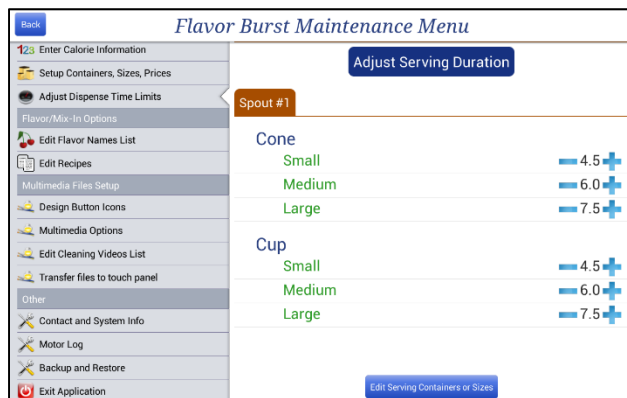 Back
Flavor Burst Maintenance Menu
123 Enter Calorie Information
Setup Containers, Sizes, Prices
Adjust Dispense Time Limits
Flavor/Mix-In Options
Edit Flavor Names List
Edit Recipes
Multimedia Files Setup
Design Button Icons
Multimedia Options
Edit Cleaning Videos List
Transfer files to touch panel
Other
Contact and System Info
Motor Log
Backup and Restore
Exit Application
Adjust Serving Duration
Spout #1
Cone
Small 4.5
Medium 6.0
Large 7.5
Cup
Small 4.5
Medium 6.0
Large 7.5
Edit Serving Containers or Sizes